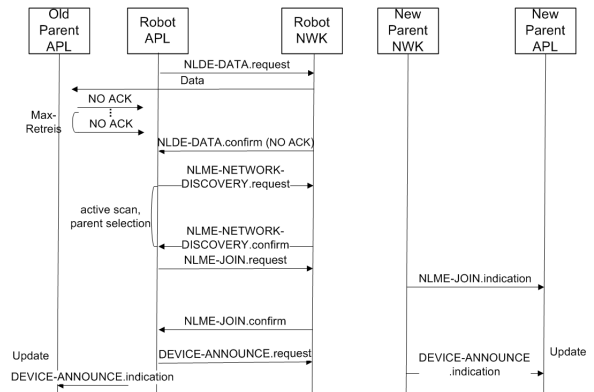 Old
Parent
APL
Robot
APL
Robot
NWK
New
Parent
NWK
New
Parent
APL
NLDE-DATA.request
Data
NO ACK
Max-
Retreis
NO ACK
NLDE-DATA.confirm (NO ACK)
NLME-NETWORK-
DISCOVERY.request
active scan,
parent selection
NLME-NETWORK-
DISCOVERY.confirm
NLME-JOIN.request
NLME-JOIN.indication
NLME-JOIN.confirm
Update
DEVICE-ANNOUNCE.request
DEVICE-ANNOUNCE
.indication
Update
DEVICE-ANNOUNCE.indication